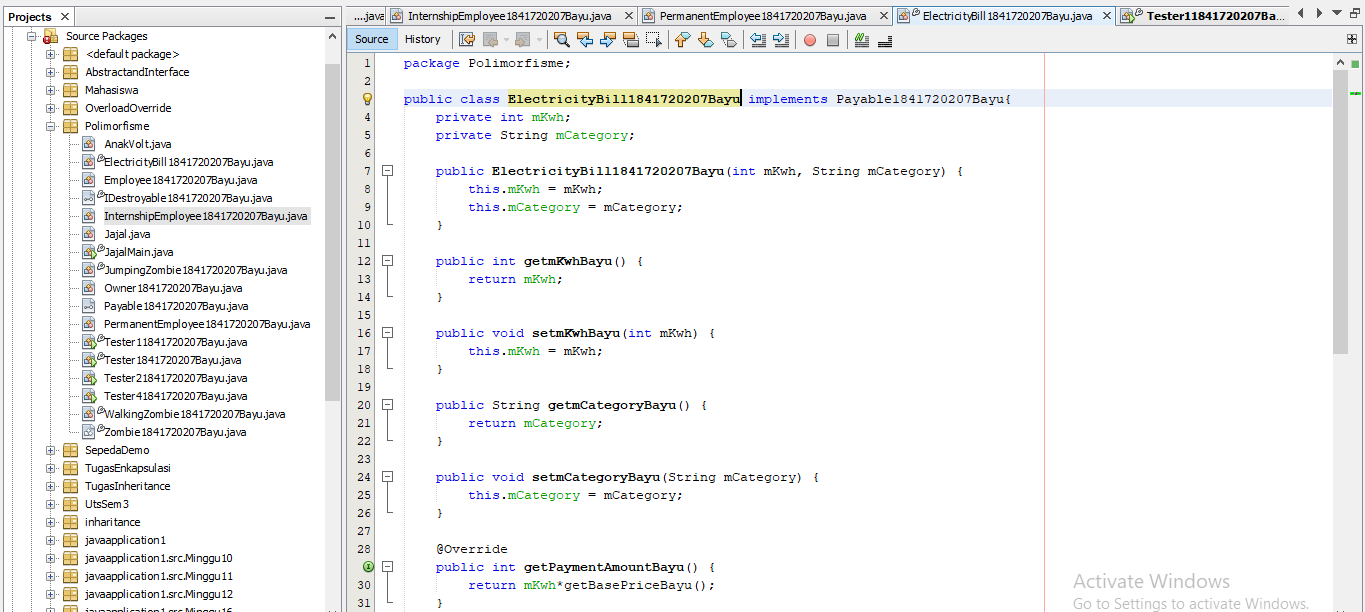 Projects
....java
InternshipEmployee1841720207Bayu.java
PermanentEmployee1841720207Bayu.java
ElectricityBill1841720207Bayu.java
Tester11841720207Ba...
Source Packages
<default package>
AbstractandInterface
Mahasiswa
OverloadOverride
Polimorfisme
AnakVolt.java
ElectricityBill1841720207Bayu.java
Employee1841720207Bayu.java
IDestroyable1841720207Bayu.java
InternshipEmployee1841720207Bayu.java
Jajal.java
JajalMain.java
JumpingZombie1841720207Bayu.java
Owner1841720207Bayu.java
Payable1841720207Bayu.java
PermanentEmployee1841720207Bayu.java
Tester11841720207Bayu.java
Tester1841720207Bayu.java
Tester21841720207Bayu.java
Tester41841720207Bayu.java
WalkingZombie1841720207Bayu.java
Zombie1841720207Bayu.java
SepedaDemo
TugasEnkapsulasi
TugasInheritance
UtsSem3
inharitance
javaapplication1
javaapplication1.src.Minggu10
javaapplication1.src.Minggu11
javaapplication1.src.Minggu12
javaapplication1.src.Minggu16
Source History
1 package Polimorfisme;
2
public class ElectricityBill1841720207Bayu implements Payable1841720207Bayu{
4 private int mKwh;
5 private String mCategory;
6
7 public ElectricityBill1841720207Bayu(int mKwh, String mCategory) {
8 this.mKwh = mKwh;
9 this.mCategory = mCategory;
10 }
11
12 public int getmKwhBayu() {
13 return mKwh;
14 }
15
16 public void setmKwhBayu(int mKwh) {
17 this.mKwh = mKwh;
18 }
19
20 public String getmCategoryBayu() {
21 return mCategory;
22 }
23
24 public void setmCategoryBayu(String mCategory) {
25 this.mCategory = mCategory;
26 }
27
28 @Override
public int getPaymentAmountBayu() {
30 return mKwh*getBasePriceBayu();
31 }
Activate Windows
Go to Settings to activate Windows.